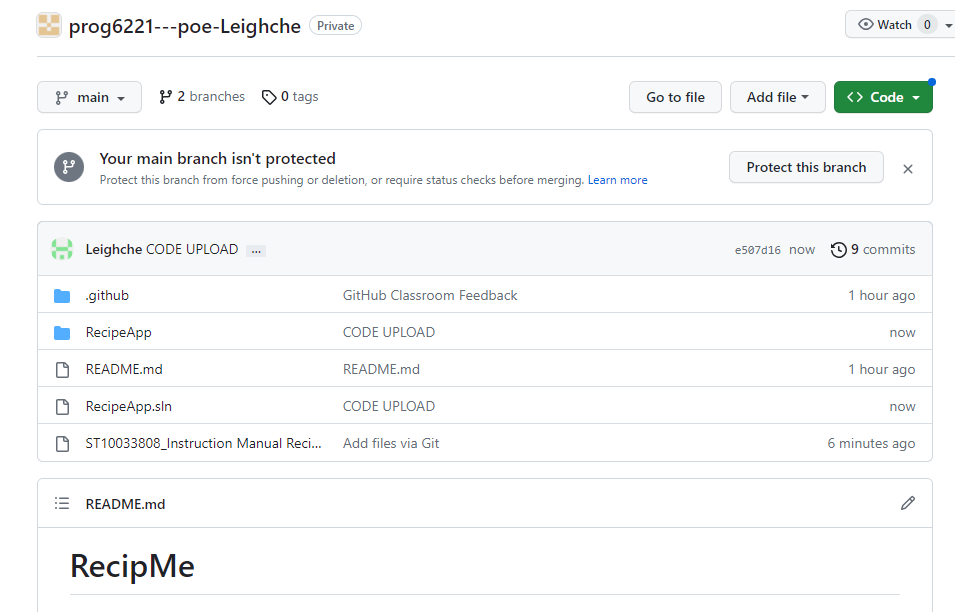 prog6221---poe-Leighche Private Watch 0
main 2 branches 0 tags Go to file Add file <> Code
Your main branch isn't protected
Protect this branch from force pushing or deletion, or require status checks before merging. Learn more
Protect this branch
Leighche CODE UPLOAD ... e507d16 now 9 commits
.github GitHub Classroom Feedback 1 hour ago
RecipeApp CODE UPLOAD now
README.md README.md 1 hour ago
RecipeApp.sln CODE UPLOAD now
ST10033808_Instruction Manual Reci... Add files via Git 6 minutes ago
README.md
RecipMe